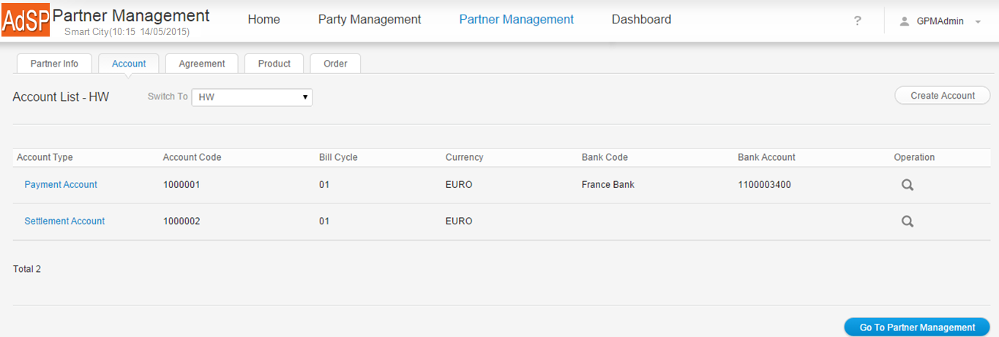 AdSP Partner Management
Smart City(10:15 14/05/2015)
Home Party Management Partner Management Dashboard ? GPMAdmin
Partner Info Account Agreement Product Order
Account List - HW Switch To HW Create Account
Account Type Account Code Bill Cycle Currency Bank Code Bank Account Operation
Payment Account 1000001 01 EURO France Bank 1100003400
Settlement Account 1000002 01 EURO
Total 2
Go To Partner Management